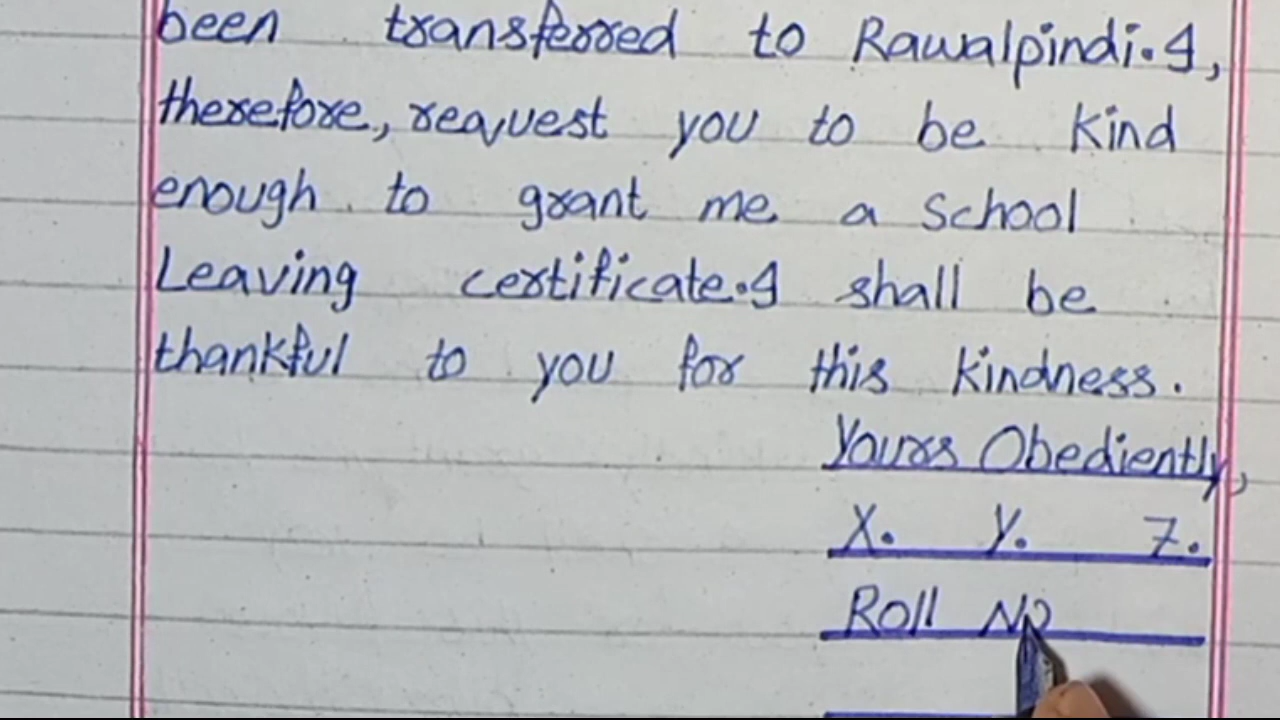 been transferred to Rawalpindi. I,
therefore, request you to be kind
enough to grant me a School
Leaving certificate. I shall be
thankful to you for this kindness.
Yours Obediently,
X. Y. Z.
Roll No